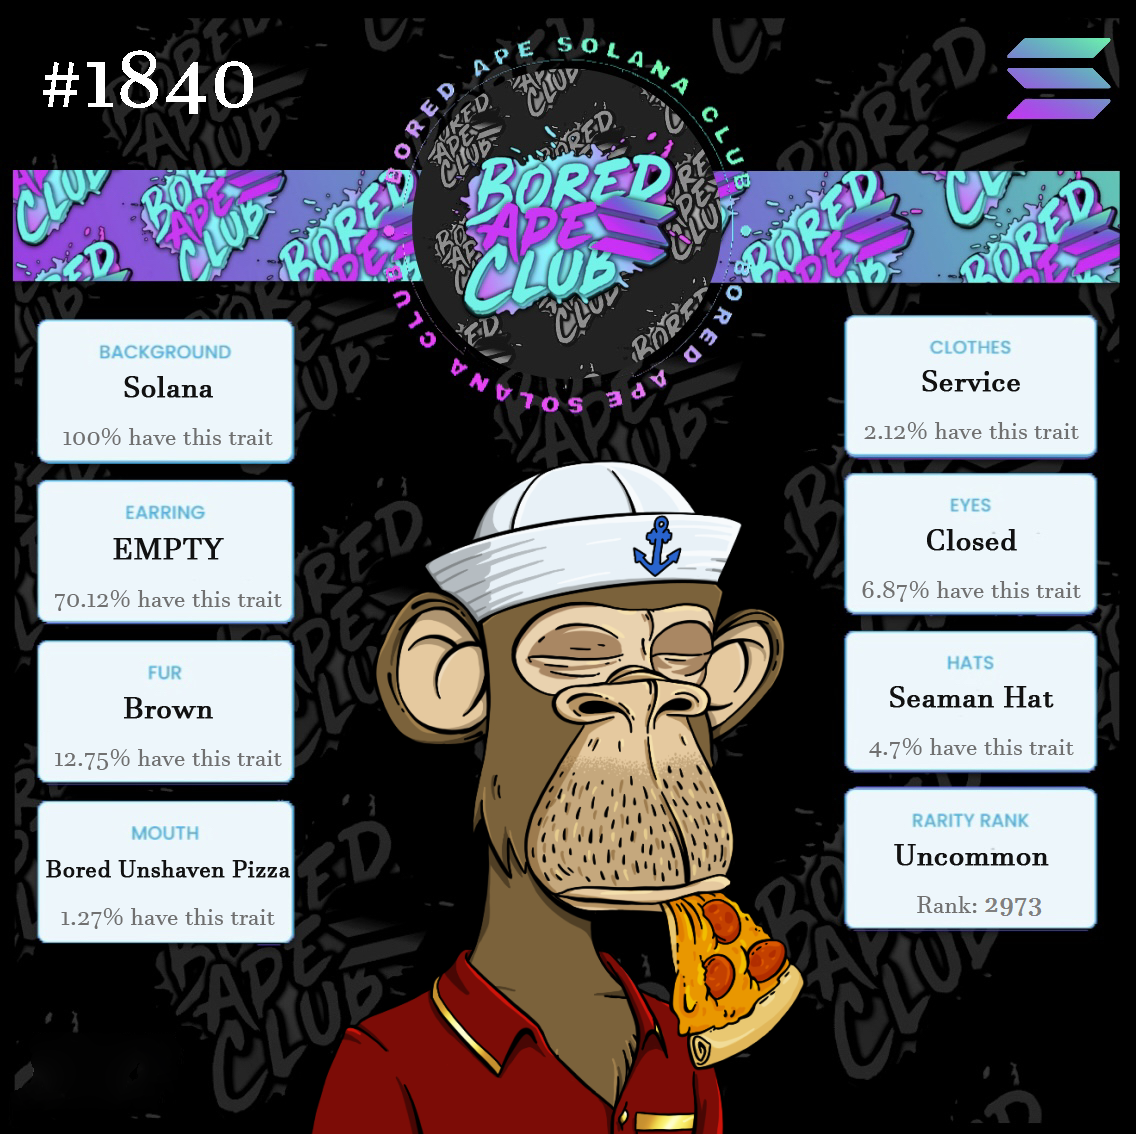 #1840
BORED APE SOLANA CLUB
BORED APE SOLANA CLUB
BORED
APE
CLUB
BACKGROUND
Solana
100% have this trait
EARRING
EMPTY
70.12% have this trait
FUR
Brown
12.75% have this trait
MOUTH
Bored Unshaven Pizza
1.27% have this trait
CLOTHES
Service
2.12% have this trait
EYES
Closed
6.87% have this trait
HATS
Seaman Hat
4.7% have this trait
RARITY RANK
Uncommon
Rank: 2973